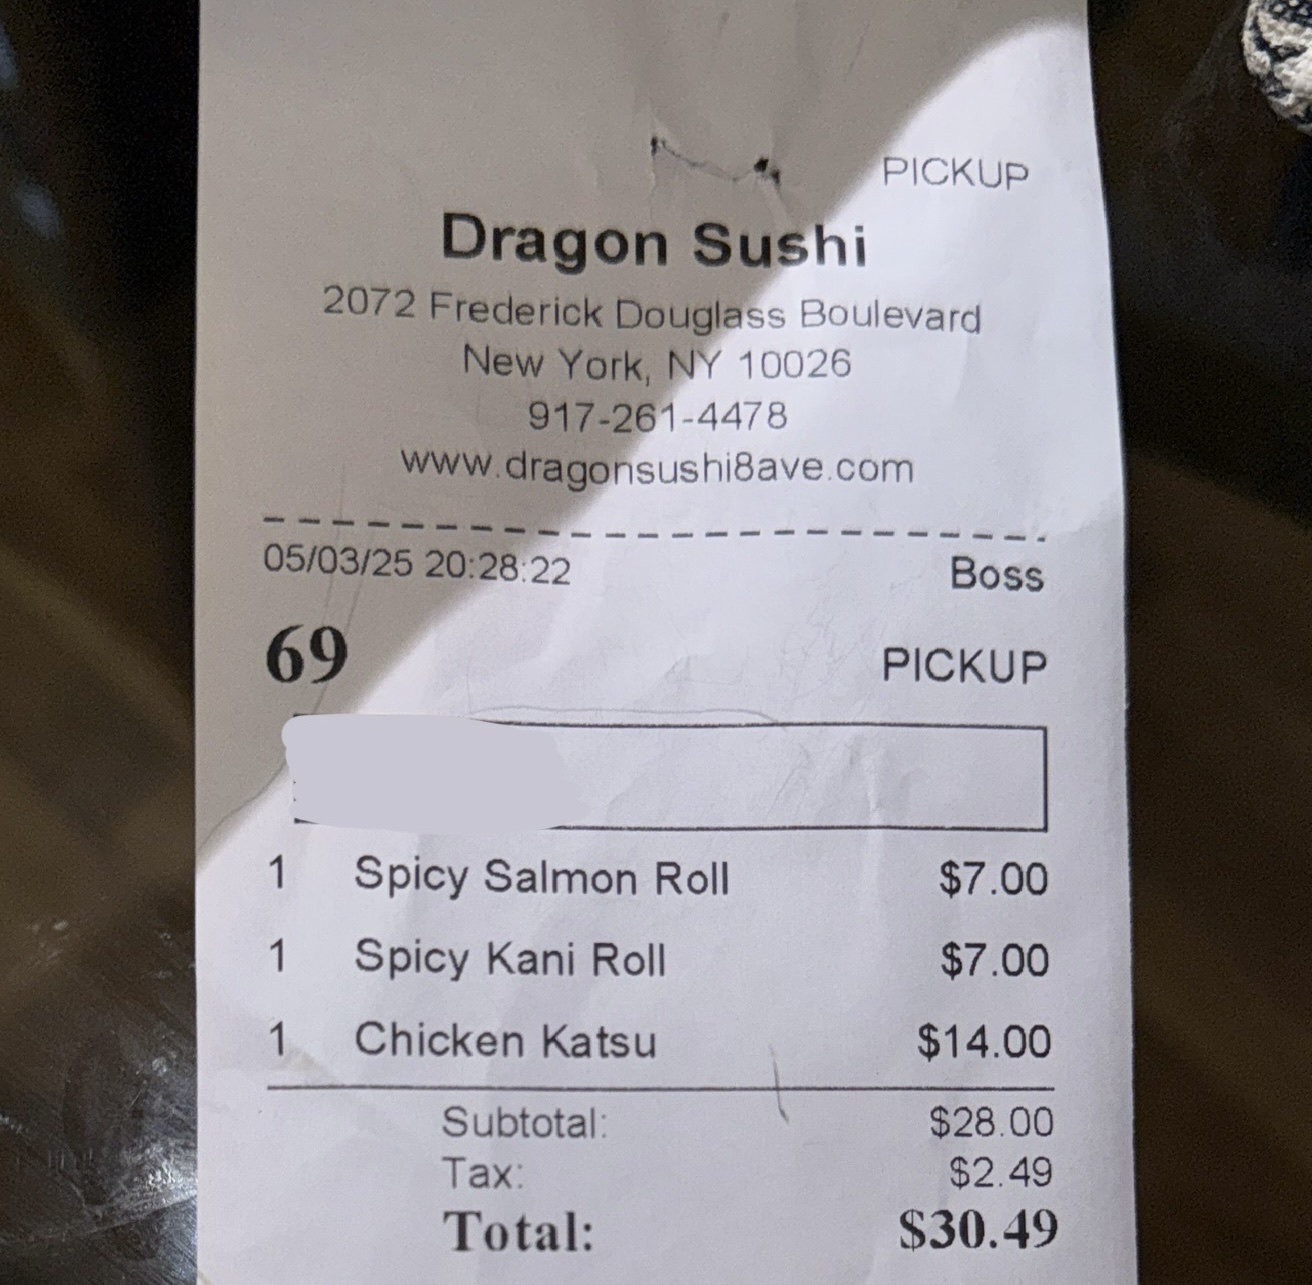 PICKUP
Dragon Sushi
2072 Frederick Douglass Boulevard
New York, NY 10026
917-261-4478
www.dragonsushi8ave.com
05/03/25 20:28:22 Boss
69 PICKUP
1 Spicy Salmon Roll $7.00
1 Spicy Kani Roll $7.00
1 Chicken Katsu $14.00
Subtotal: $28.00
Tax: $2.49
Total: $30.49